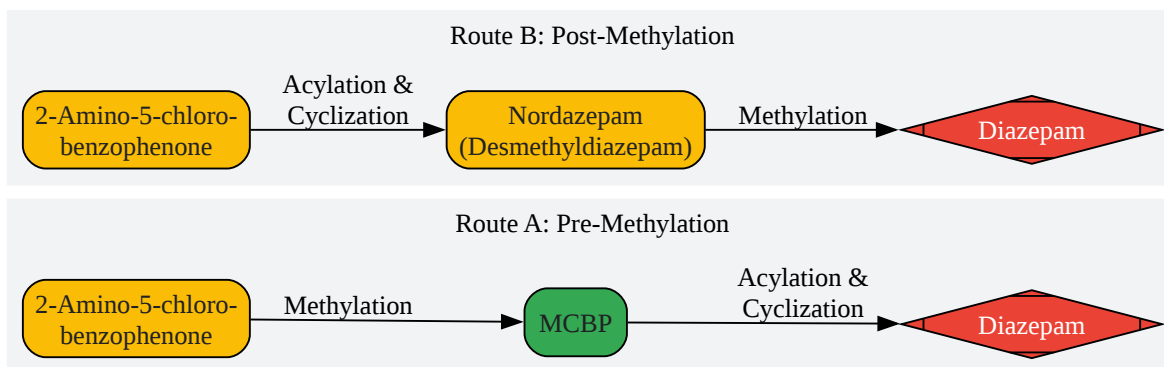 Route B: Post-Methylation
2-Amino-5-chloro-
benzophenone
Acylation &
Cyclization
Nordazepam
(Desmethyldiazepam)
Methylation
Diazepam
Route A: Pre-Methylation
2-Amino-5-chloro-
benzophenone
Methylation
MCBP
Acylation &
Cyclization
Diazepam